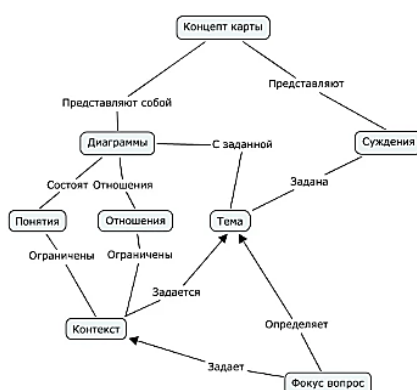 Концепт карты
Представляют
Представляют собой
Диаграммы
С заданной
Суждения
Состоят
Отношения
Задана
Понятия
Отношения
Тема
Ограничены
Ограничены
Задается
Контекст
Определяет
Задает
Фокус вопрос